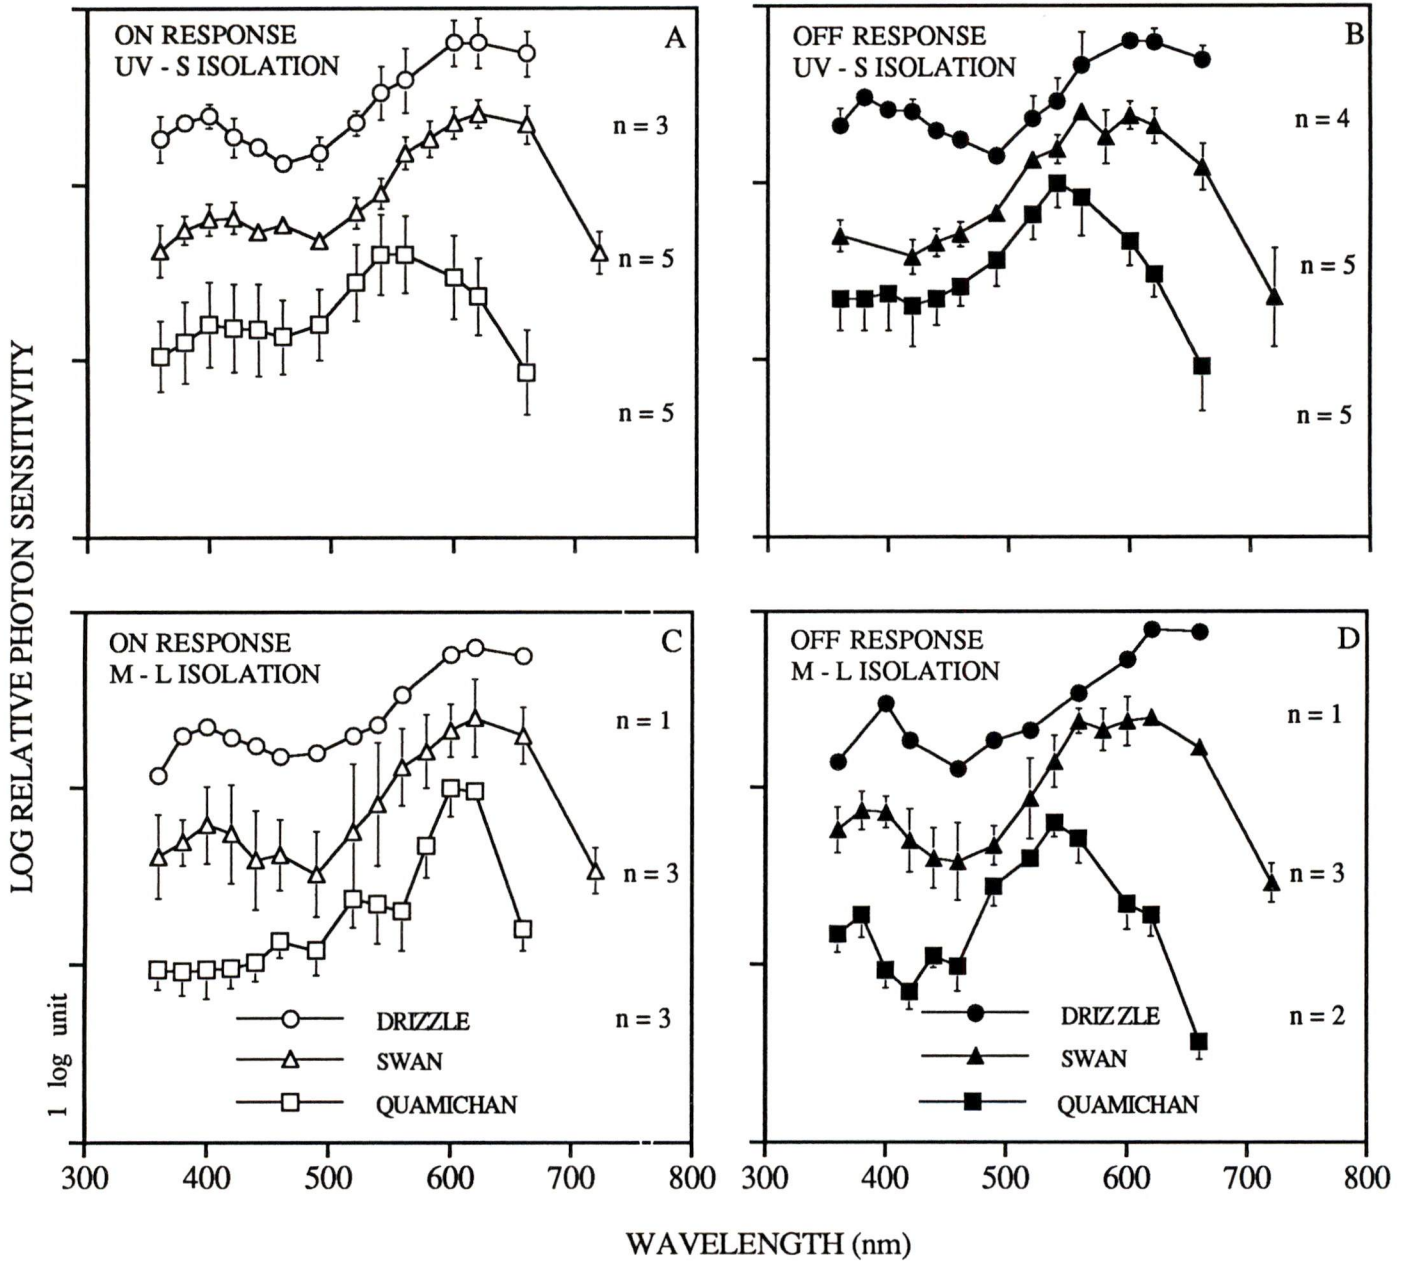 LOG RELATIVE PHOTON SENSITIVITY
1 log unit
ON RESPONSE
UV - S ISOLATION
A
n = 3
n = 5
n = 5
OFF RESPONSE
UV - S ISOLATION
B
n = 4
n = 5
n = 5
ON RESPONSE
M - L ISOLATION
C
n = 1
n = 3
n = 3
DRIZZLE
SWAN
QUAMICHAN
300 400 500 600 700 800
OFF RESPONSE
M - L ISOLATION
D
n = 1
n = 3
n = 2
DRIZZLE
SWAN
QUAMICHAN
300 400 500 600 700 800
WAVELENGTH (nm)